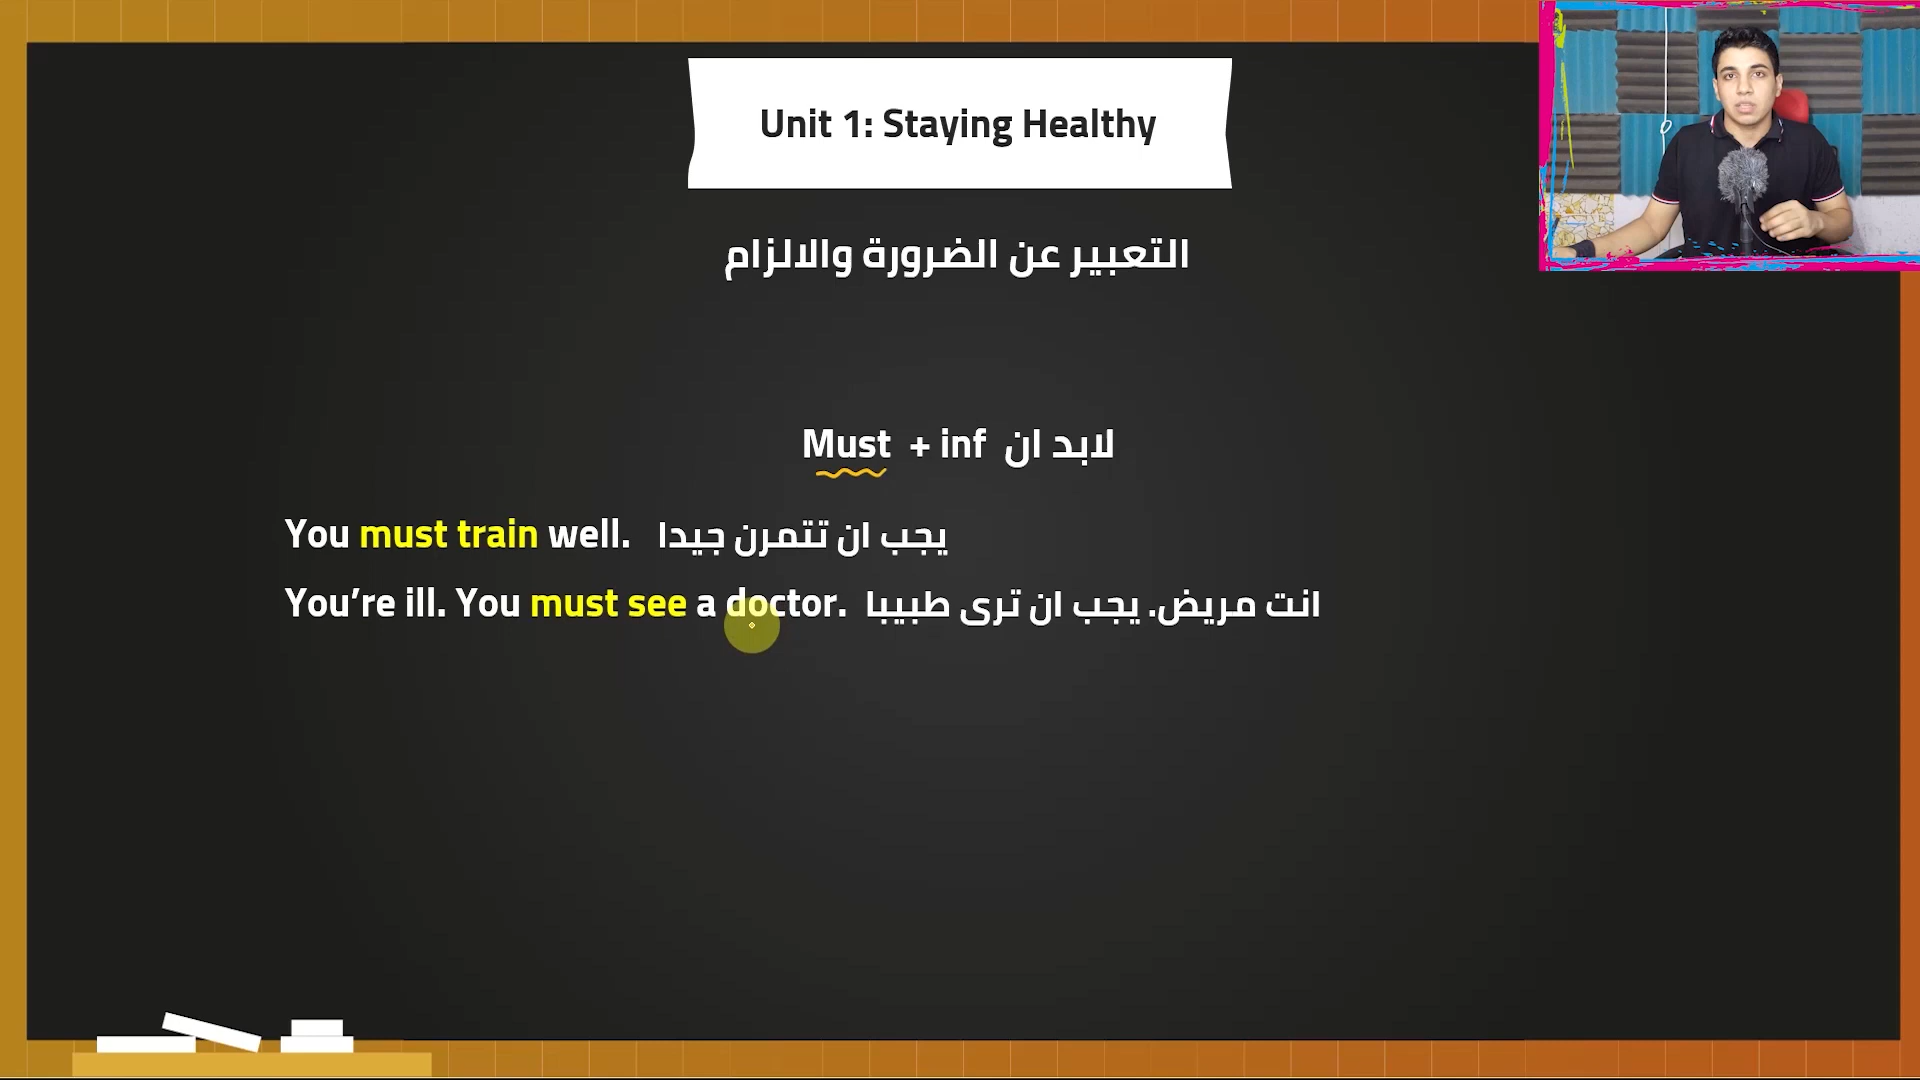 Unit 1: Staying Healthy
التعبير عن الضرورة والالزام
Must + inf لابد ان
You must train well. يجب ان تتمرن جيدا
You’re ill. You must see a doctor. انت مريض. يجب ان ترى طبيبا